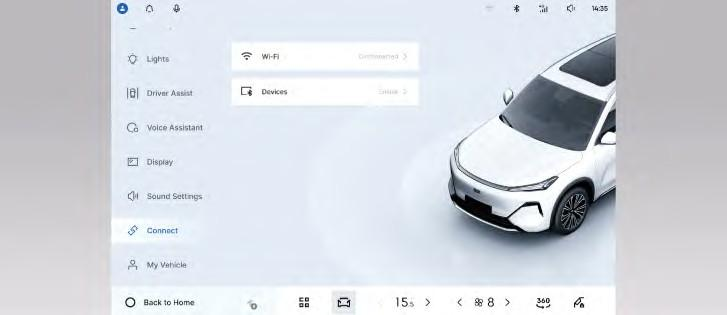 14:35
Lights
Wi-Fi
Disconnected
Driver Assist
Devices
Voice Assistant
Display
Sound Settings
Connect
My Vehicle
Back to Home
15.5
8
360